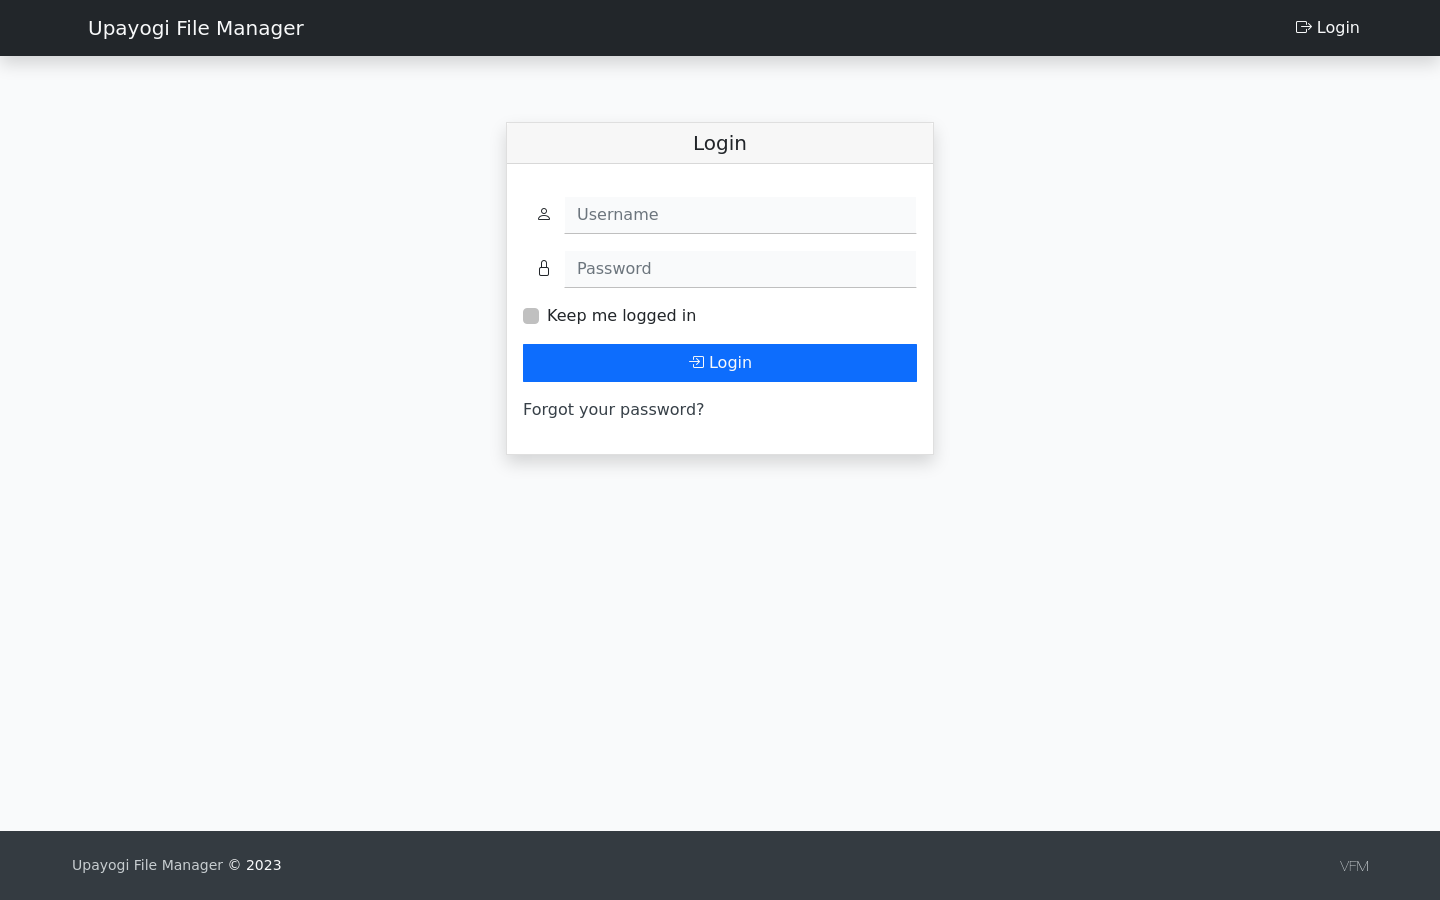 Upayogi File Manager
Login
Login
Username
Password
Keep me logged in
Login
Forgot your password?
Upayogi File Manager © 2023
VFM